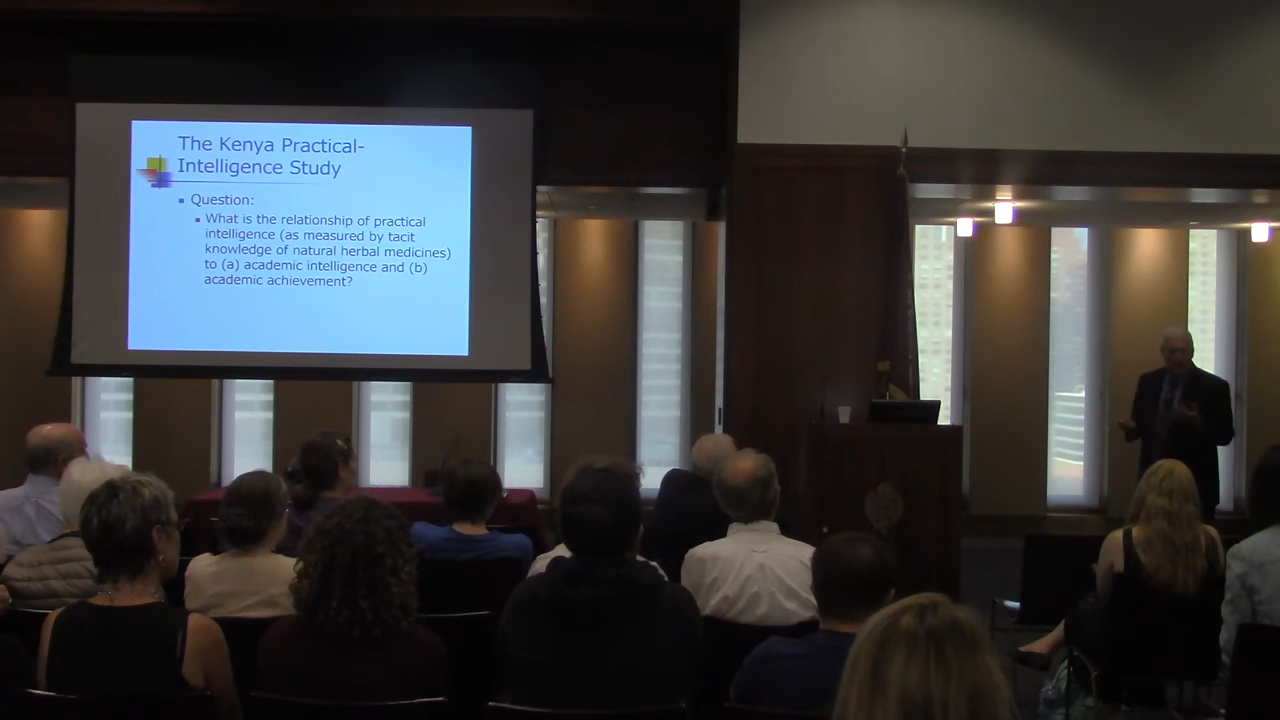 The Kenya Practical-
Intelligence Study
Question:
What is the relationship of practical
intelligence (as measured by tacit
knowledge of natural herbal medicines)
to (a) academic intelligence and (b)
academic achievement?